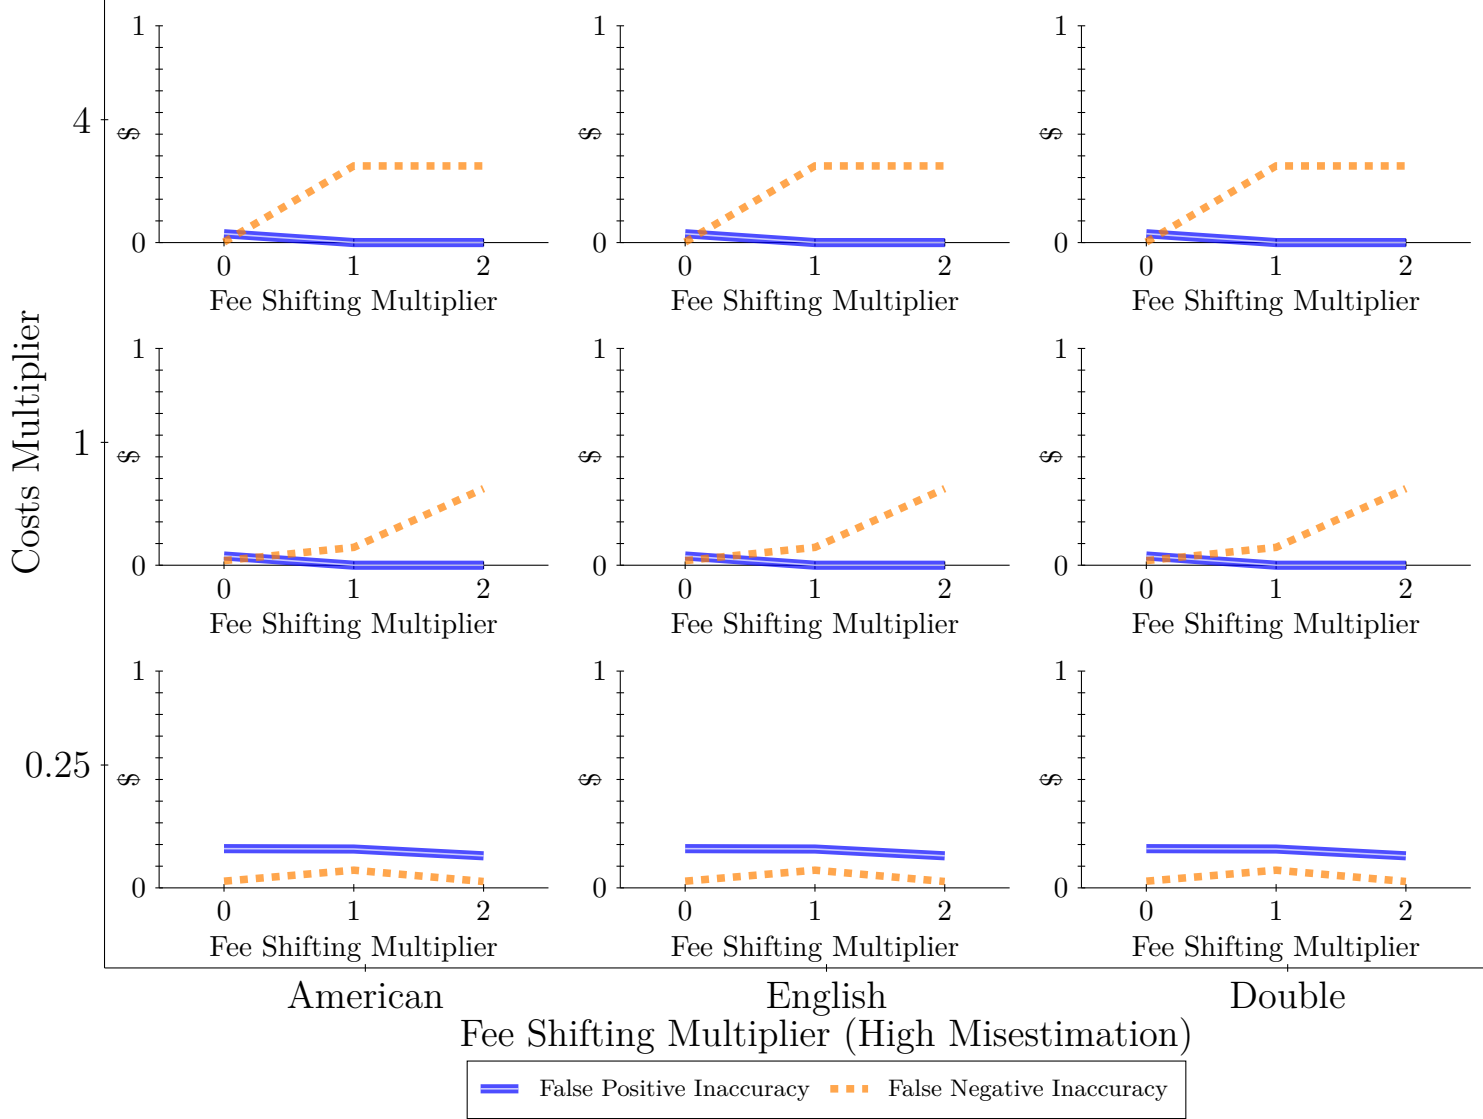 Costs Multiplier
4
1
0.25
1
$
0
0 1 2
Fee Shifting Multiplier
1
$
0
0 1 2
Fee Shifting Multiplier
1
$
0
0 1 2
Fee Shifting Multiplier
1
$
0
0 1 2
Fee Shifting Multiplier
1
$
0
0 1 2
Fee Shifting Multiplier
1
$
0
0 1 2
Fee Shifting Multiplier
1
$
0
0 1 2
Fee Shifting Multiplier
1
$
0
0 1 2
Fee Shifting Multiplier
1
$
0
0 1 2
Fee Shifting Multiplier
American English Double
Fee Shifting Multiplier (High Misestimation)
False Positive Inaccuracy False Negative Inaccuracy